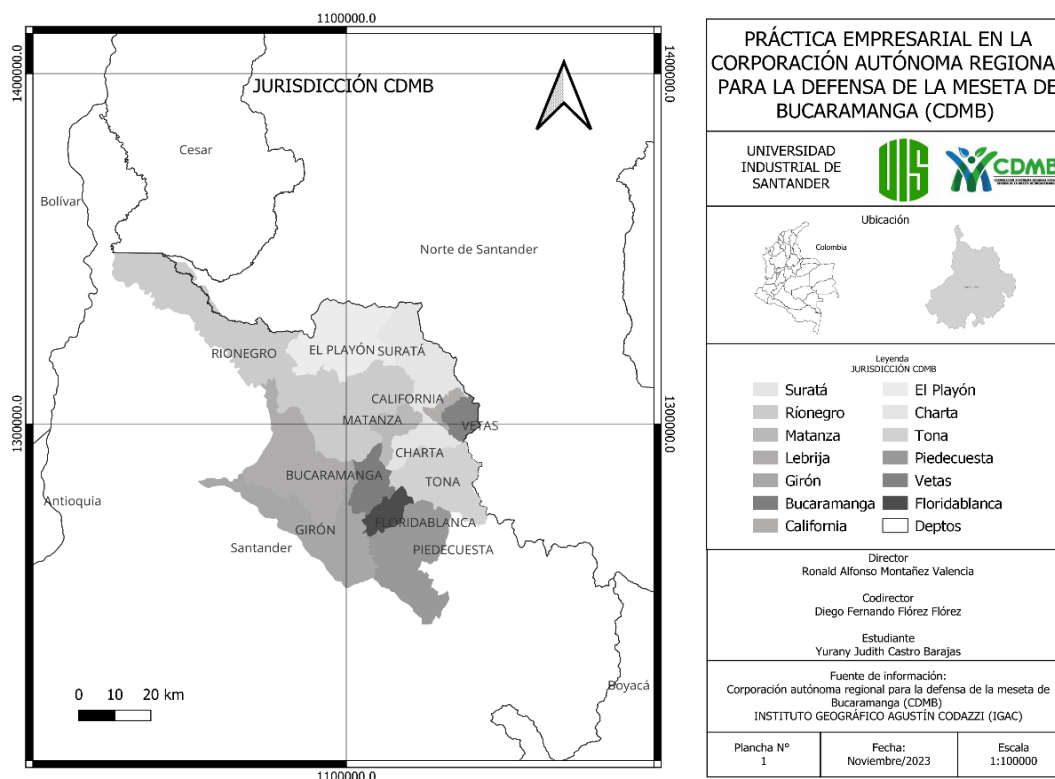 1100000.0
1400000.0
1400000.0
JURISDICCIÓN CDMB
Cesar
Bolívar
Norte de Santander
RIONEGRO
EL PLAYÓN
SURATÁ
CALIFORNIA
MATANZA
VETAS
1300000.0
1300000.0
CHARTA
BUCARAMANGA
TONA
Antioquia
GIRÓN
FLORIDABLANCA
Santander
PIEDECUESTA
Boyacá
0 10 20 km
1100000.0
PRÁCTICA EMPRESARIAL EN LA
CORPORACIÓN AUTÓNOMA REGIONA
PARA LA DEFENSA DE LA MESETA DE
BUCARAMANGA (CDMB)
UNIVERSIDAD
INDUSTRIAL DE
SANTANDER
UIS
CDMB
Ubicación
Colombia
Leyenda
JURISDICCIÓN CDMB
Suratá
Ríonegro
Matanza
Lebrija
Girón
Bucaramanga
California
El Playón
Charta
Tona
Piedecuesta
Vetas
Floridablanca
Deptos
Director
Ronald Alfonso Montañez Valencia
Codirector
Diego Fernando Flórez Flórez
Estudiante
Yurany Judith Castro Barajas
Fuente de información:
Corporación autónoma regional para la defensa de la meseta de
Bucaramanga (CDMB)
INSTITUTO GEOGRÁFICO AGUSTÍN CODAZZI (IGAC)
Plancha N°
1
Fecha:
Noviembre/2023
Escala
1:100000